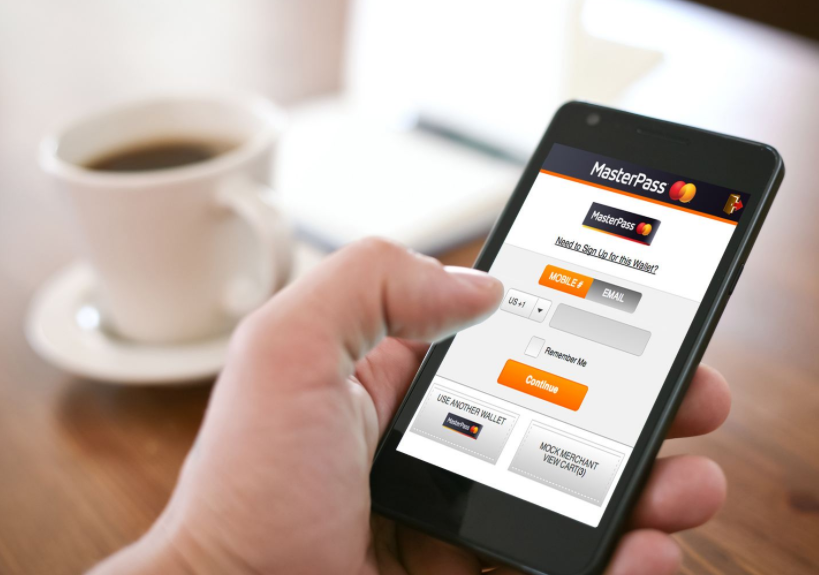 MasterPass
MasterPass
Need to Sign Up for this Wallet?
MOBILE # EMAIL
US +1
Remember Me
Continue
USE ANOTHER WALLET
MasterPass
MOCK MERCHANT
VIEW CART(3)